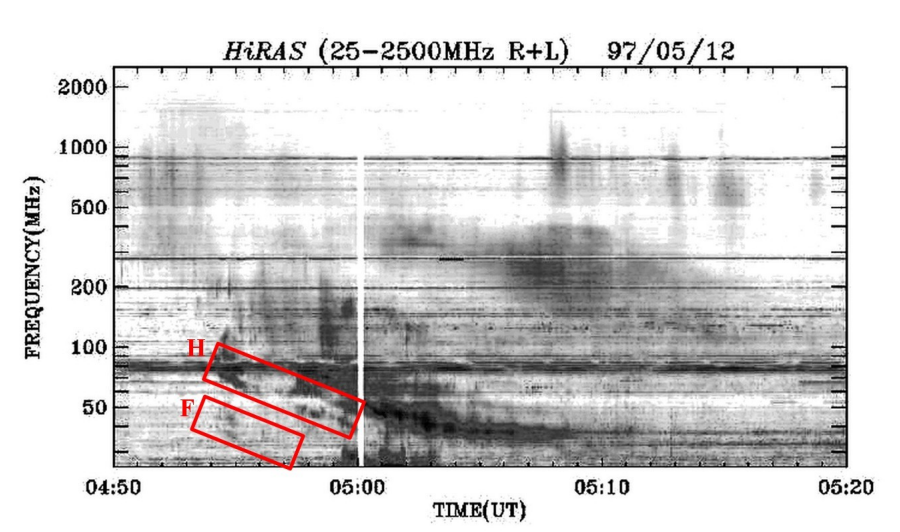 HiRAS (25-2500MHz R+L) 97/05/12
2000
1000
500
200
100
50
FREQUENCY(MHz)
H
F
04:50 05:00 05:10 05:20
TIME(UT)